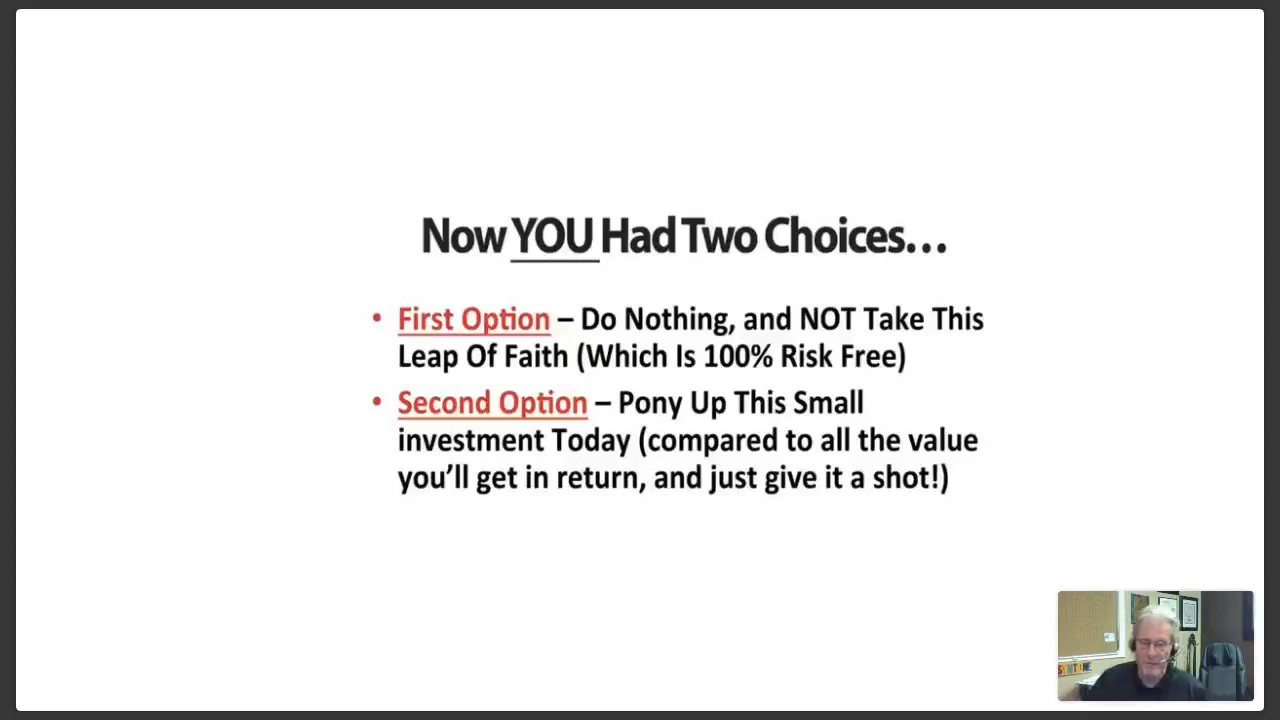 Now YOU Had Two Choices…
• First Option – Do Nothing, and NOT Take This
Leap Of Faith (Which Is 100% Risk Free)
• Second Option – Pony Up This Small
investment Today (compared to all the value
you'll get in return, and just give it a shot!)